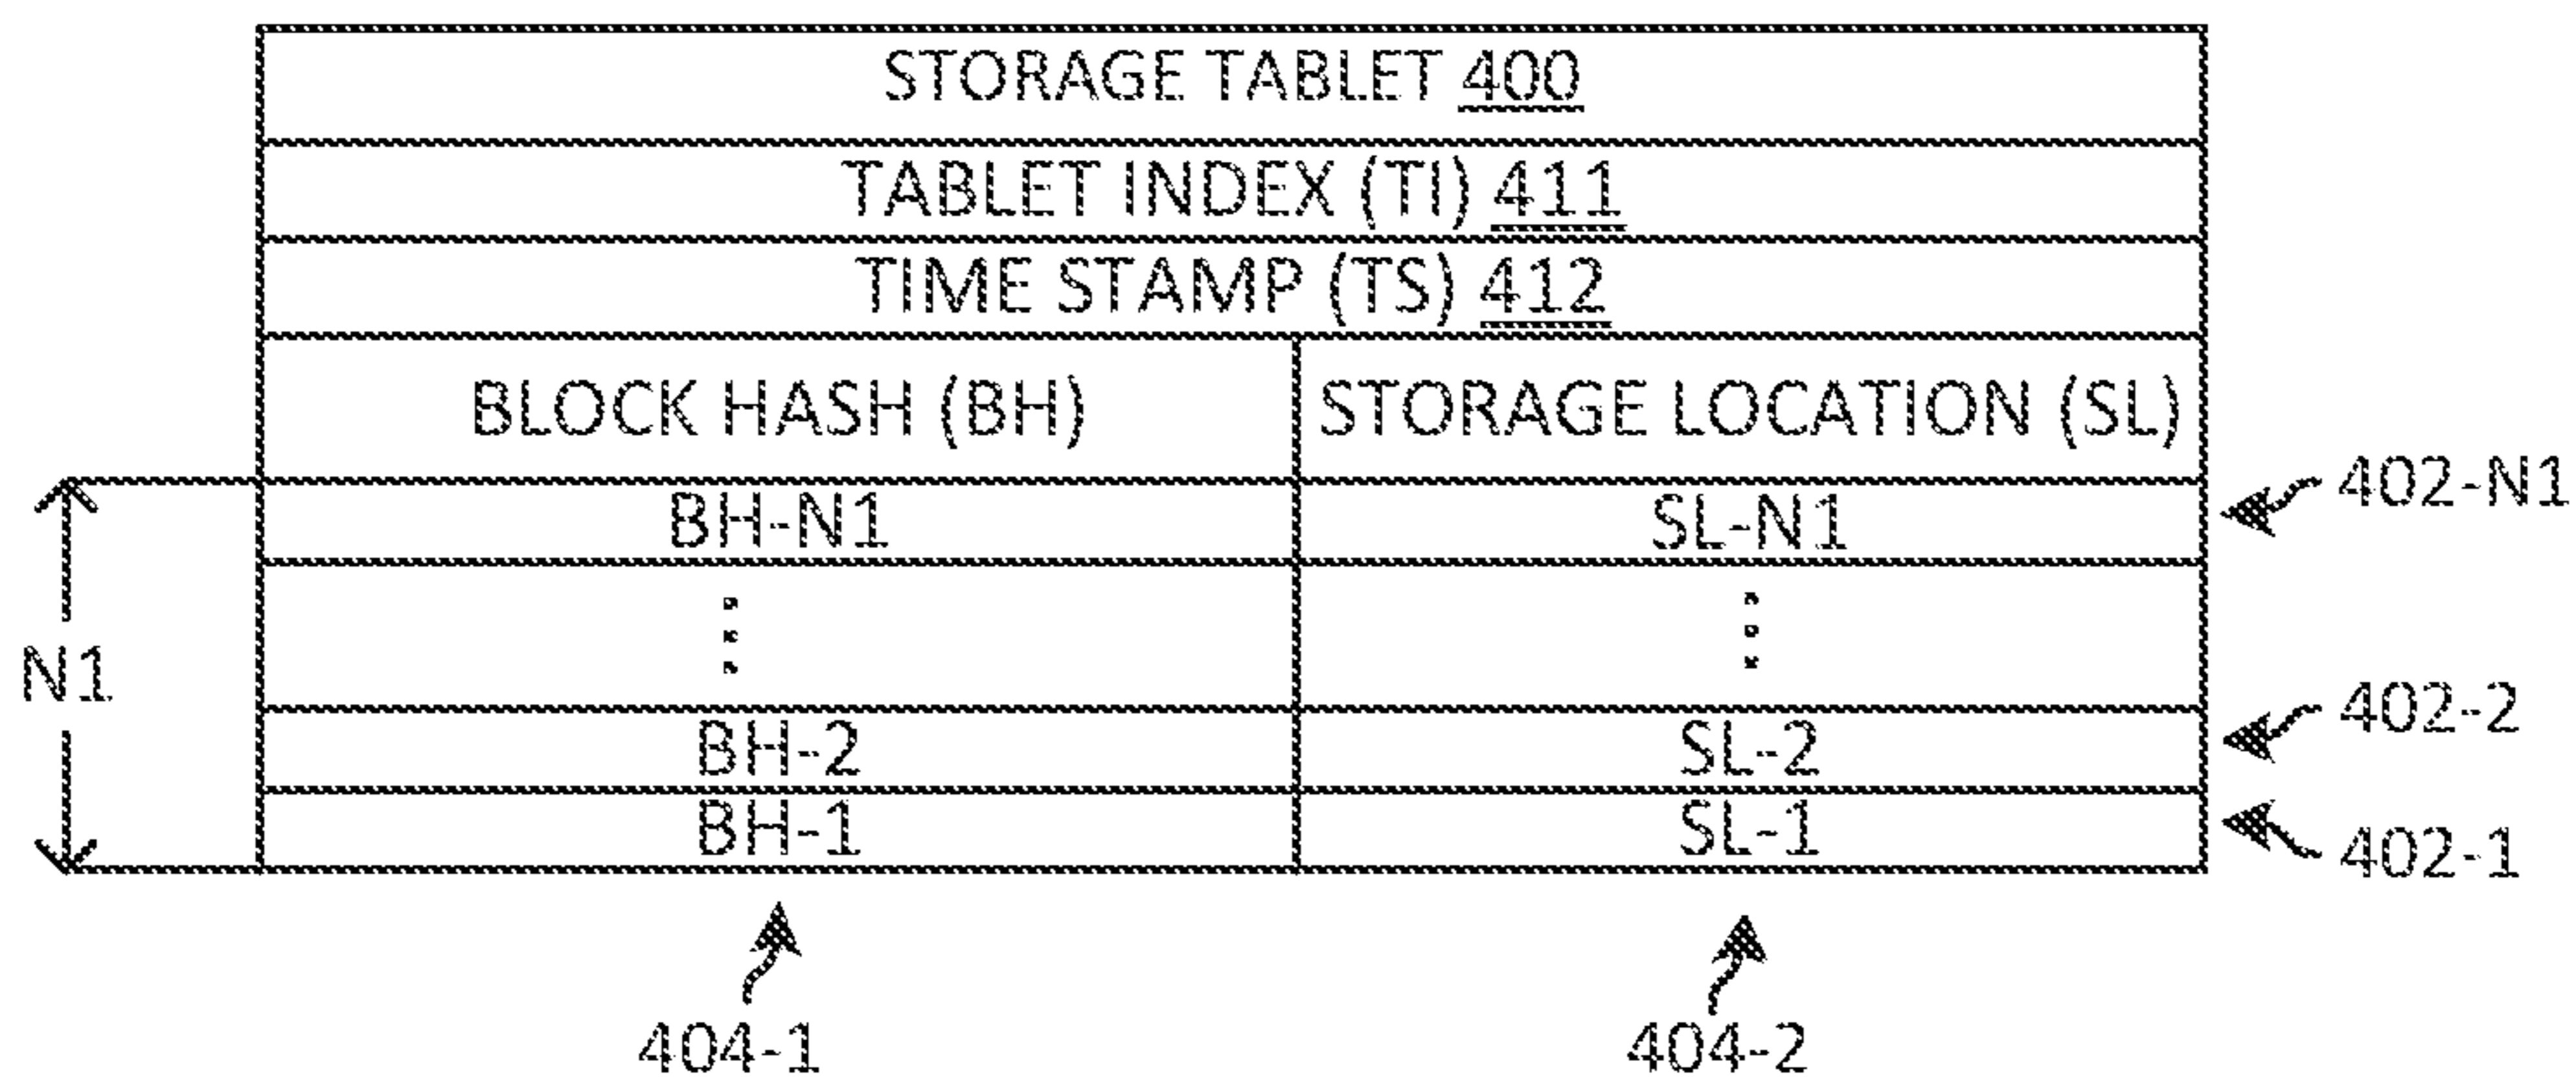 STORAGE TABLET 400
TABLET INDEX (TI) 411
TIME STAMP (TS) 412
BLOCK HASH (BH) STORAGE LOCATION (SL)
BH-N1 SL-N1 402-N1
N1
BH-2 SL-2 402-2
BH-1 SL-1 402-1
404-1 404-2